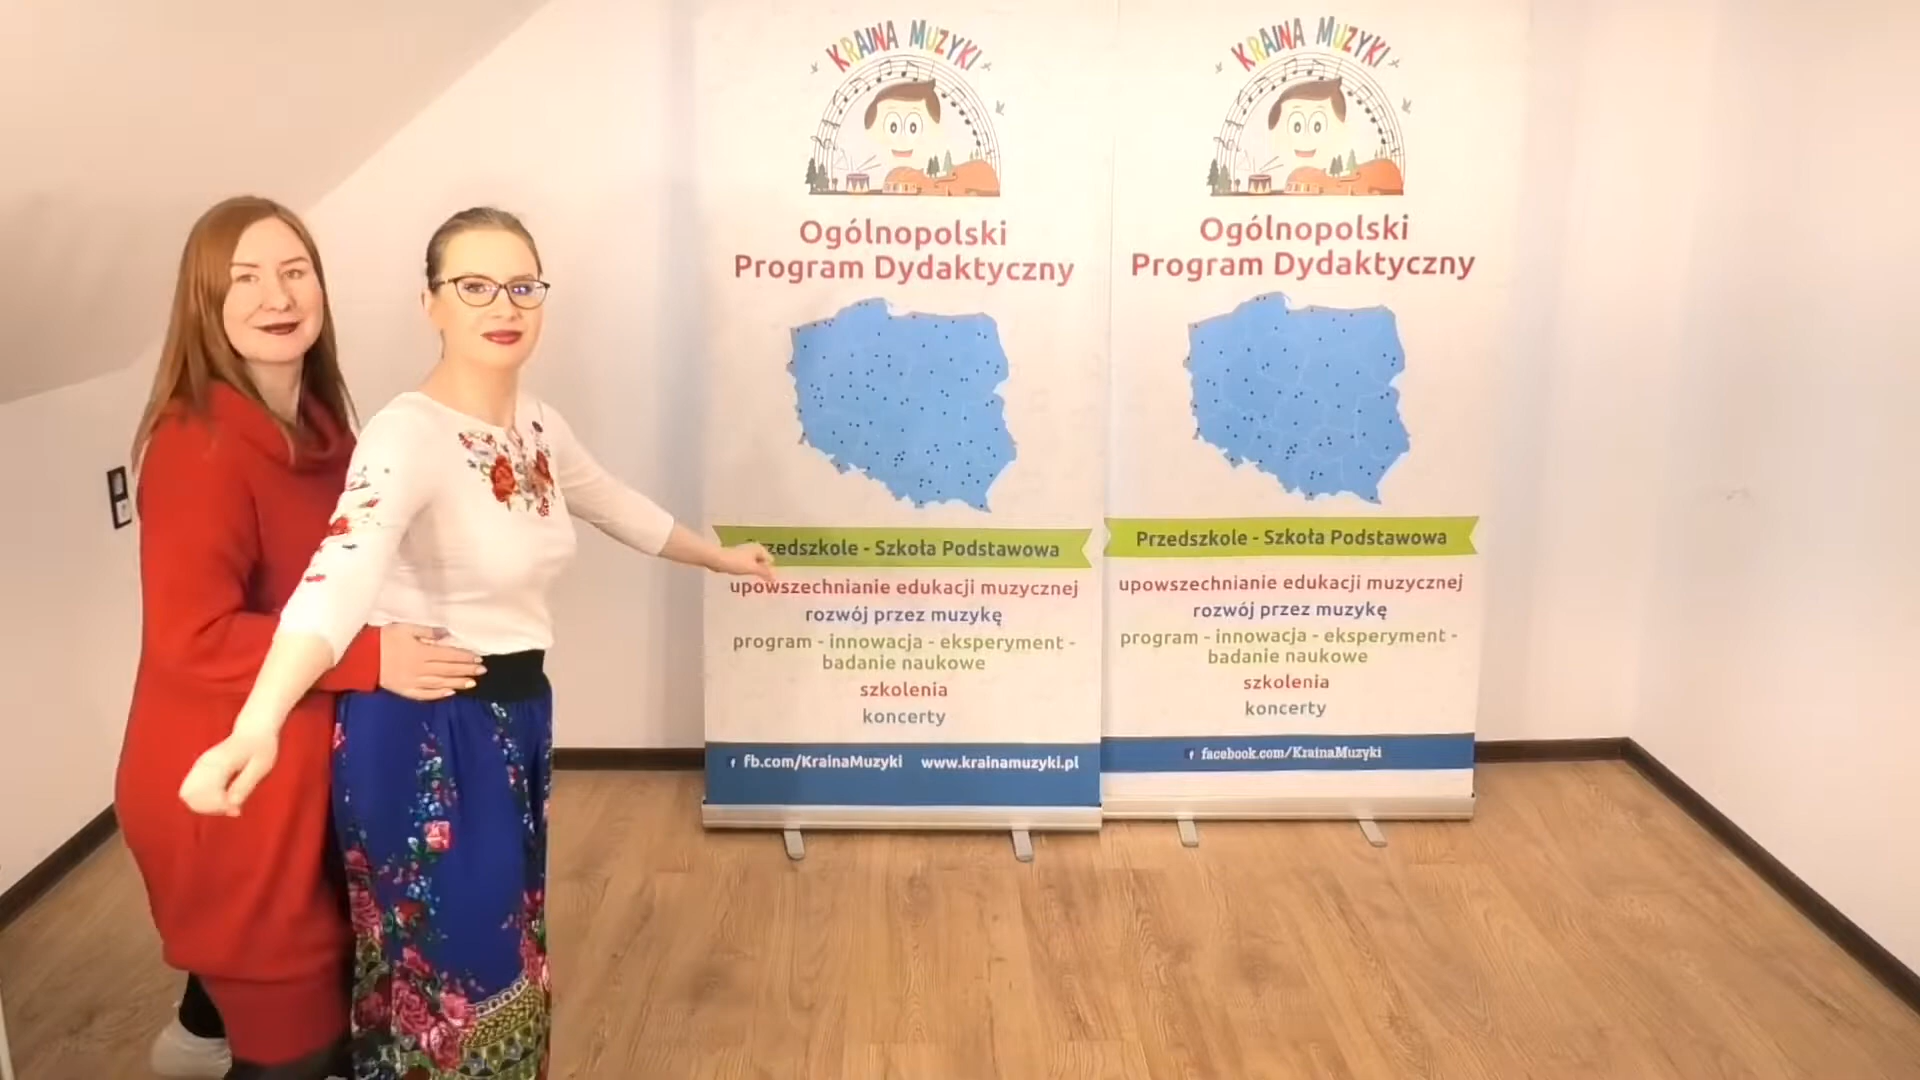 KRAINA MUZYKI
Ogólnopolski
Program Dydaktyczny
Przedszkole - Szkoła Podstawowa
upowszechnianie edukacji muzycznej
rozwój przez muzykę
program - innowacja - eksperyment -
badanie naukowe
szkolenia
koncerty
fb.com/KrainaMuzyki www.krainamuzyki.pl
KRAINA MUZYKI
Ogólnopolski
Program Dydaktyczny
Przedszkole - Szkoła Podstawowa
upowszechnianie edukacji muzycznej
rozwój przez muzykę
program - innowacja - eksperyment -
badanie naukowe
szkolenia
koncerty
facebook.com/KrainaMuzyki